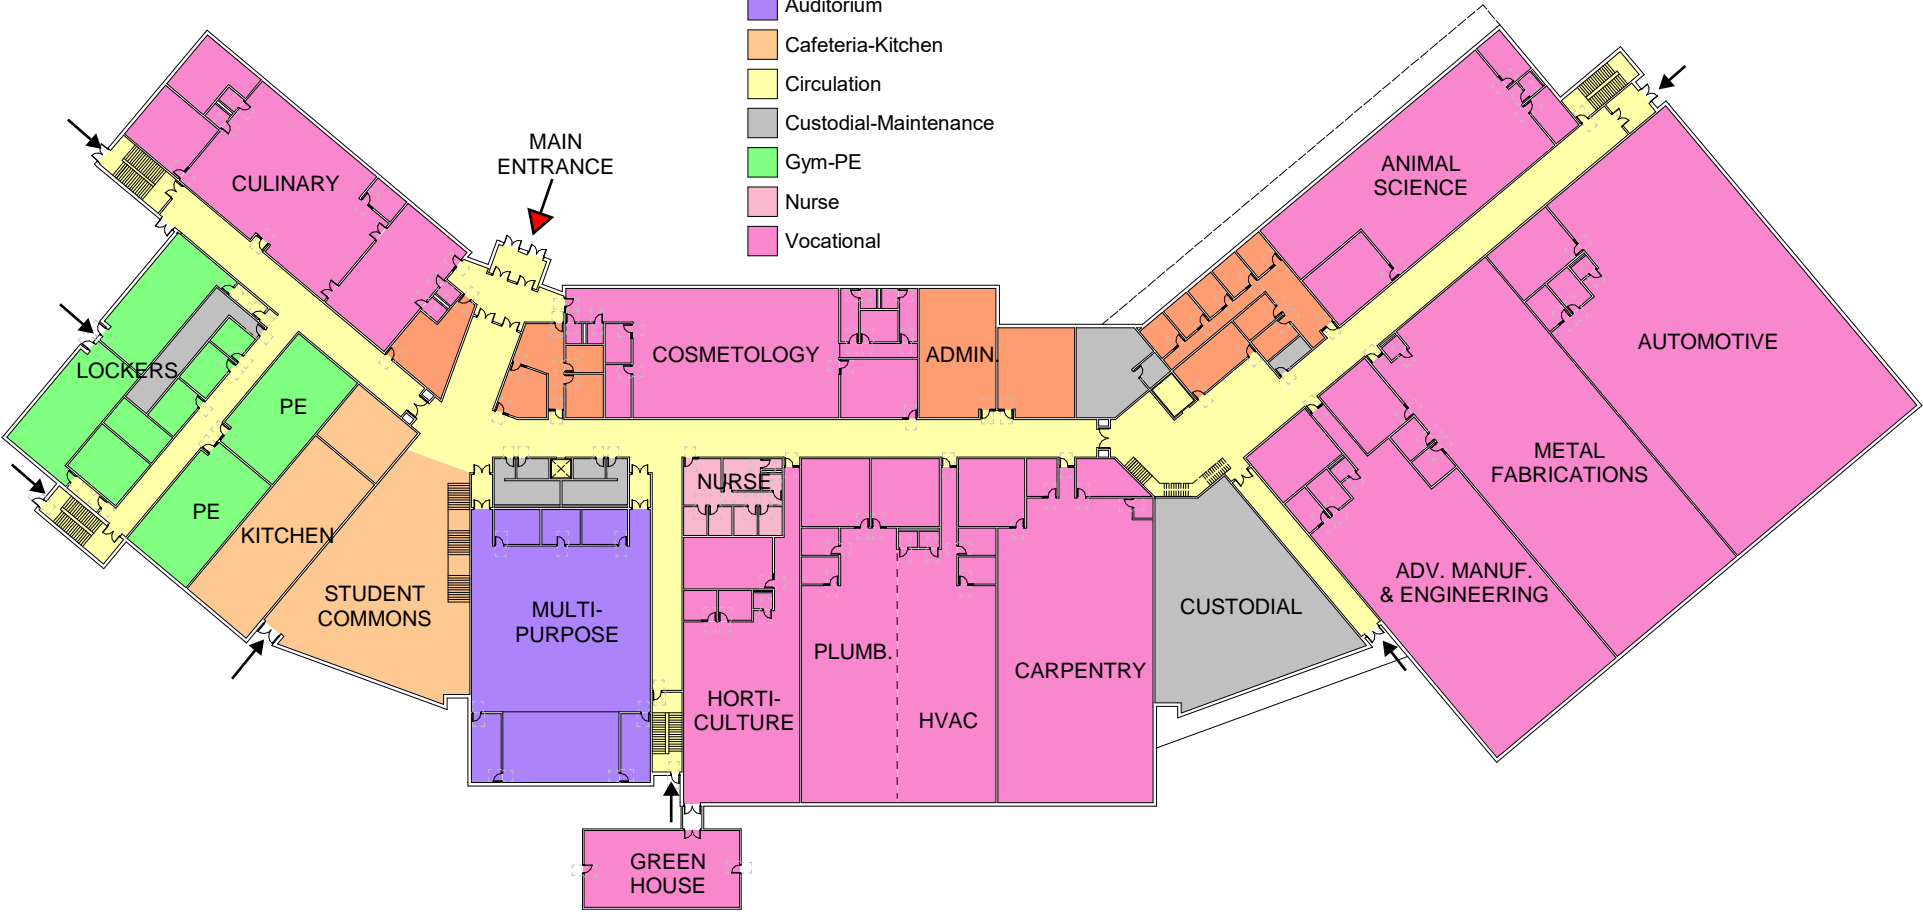 Auditorium
Cafeteria-Kitchen
Circulation
Custodial-Maintenance
Gym-PE
Nurse
Vocational
MAIN
ENTRANCE
CULINARY
ANIMAL
SCIENCE
LOCKERS
COSMETOLOGY
ADMIN.
AUTOMOTIVE
PE
PE
KITCHEN
NURSE
METAL
FABRICATIONS
STUDENT
COMMONS
MULTI-
PURPOSE
ADV. MANUF.
& ENGINEERING
CUSTODIAL
PLUMB.
CARPENTRY
HORTI-
CULTURE
HVAC
GREEN
HOUSE